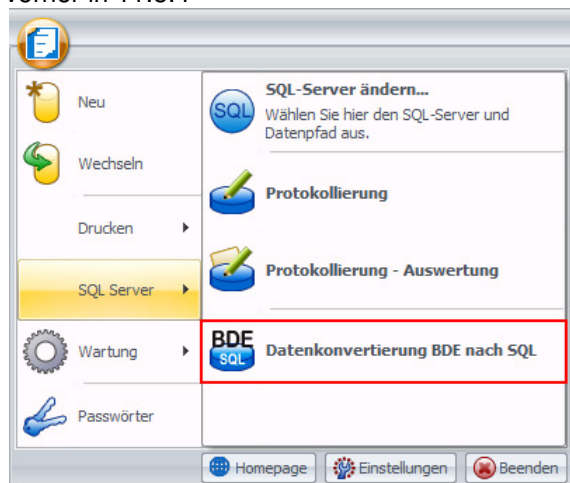 Neu
Wechseln
Drucken
SQL Server
Wartung
Passwörter
SQL
SQL-Server ändern...
Wählen Sie hier den SQL-Server und
Datenpfad aus.
Protokollierung
Protokollierung - Auswertung
BDE
SQL
Datenkonvertierung BDE nach SQL
Homepage
Einstellungen
Beenden